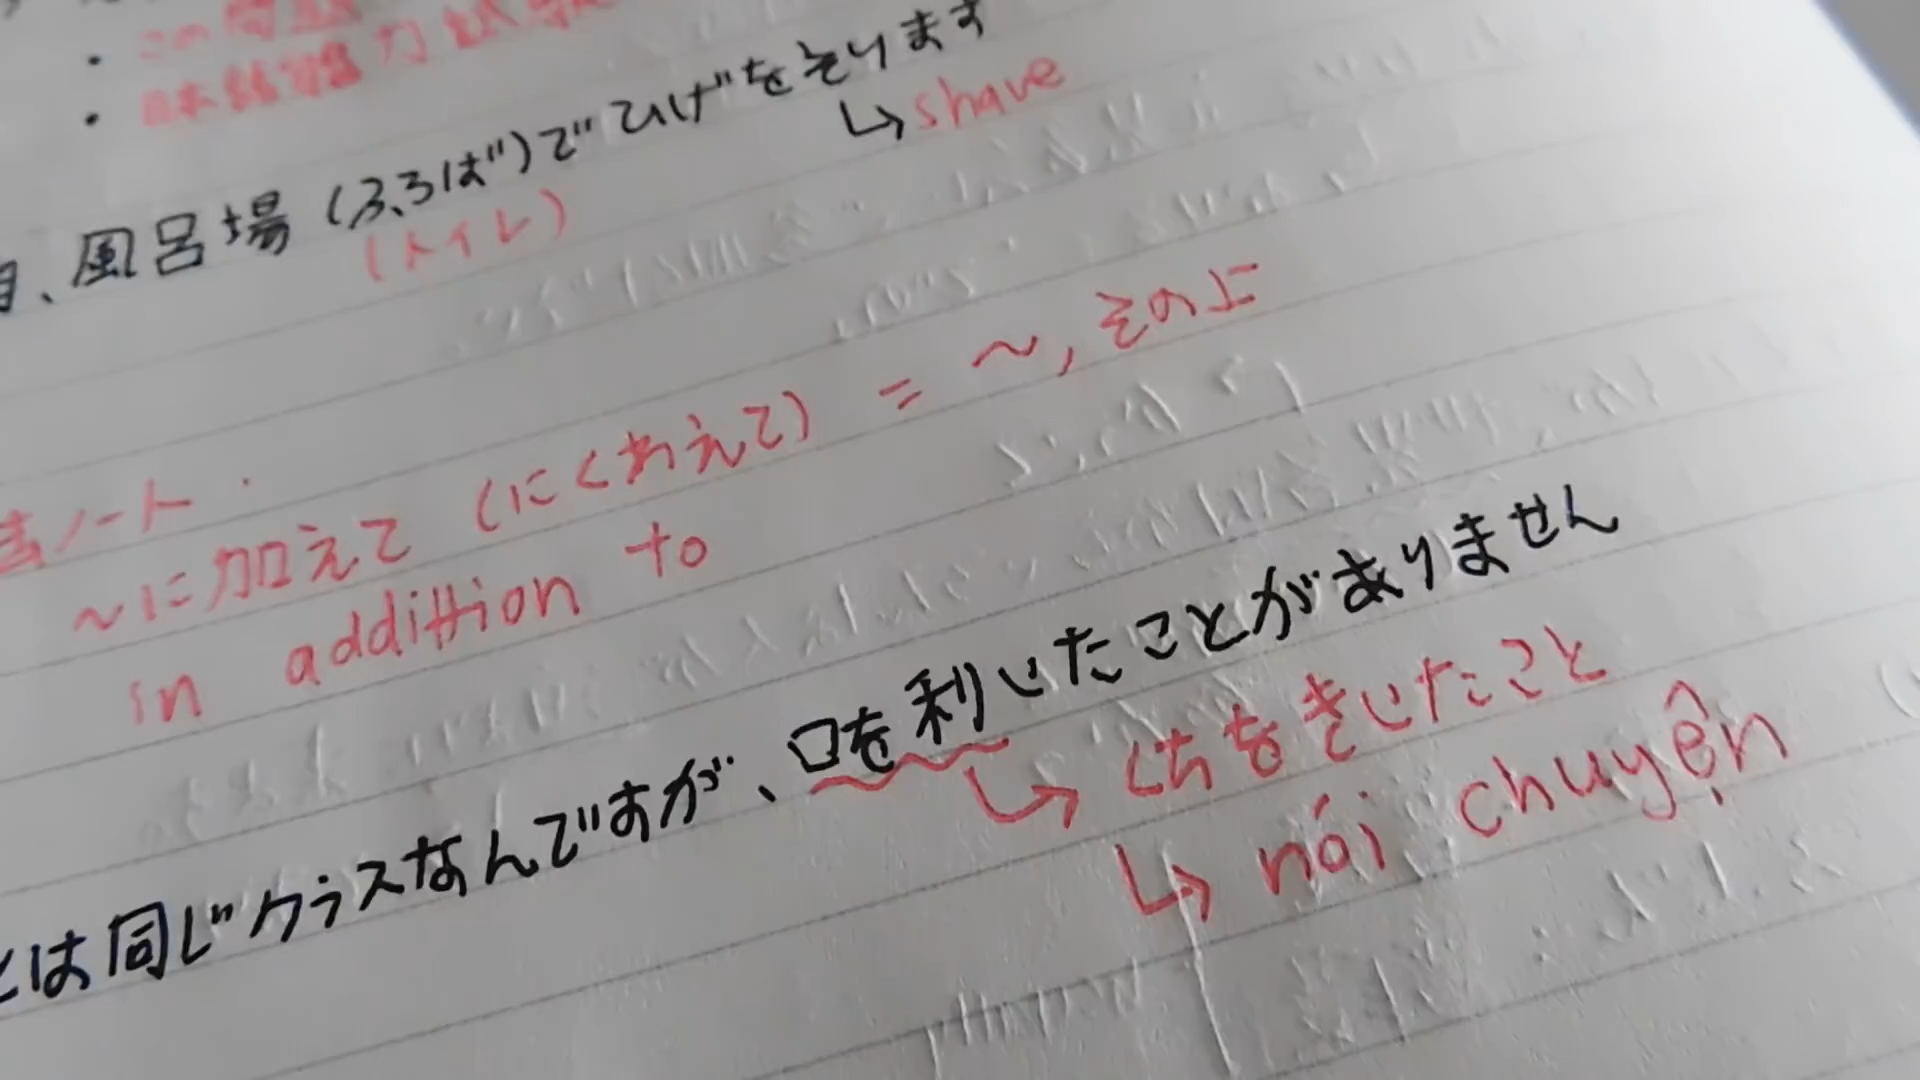 ・この問題
・日本語能力試験
、風呂場(ふろば)でひげをそります
↳shave
(トイレ)
ノート.
~に加えて (にくわえて) = ~, その上
in addition to
とは同じクラスなんですが、口を利いたことがありません
↳ くちをきいたこと
↳ nói chuyện